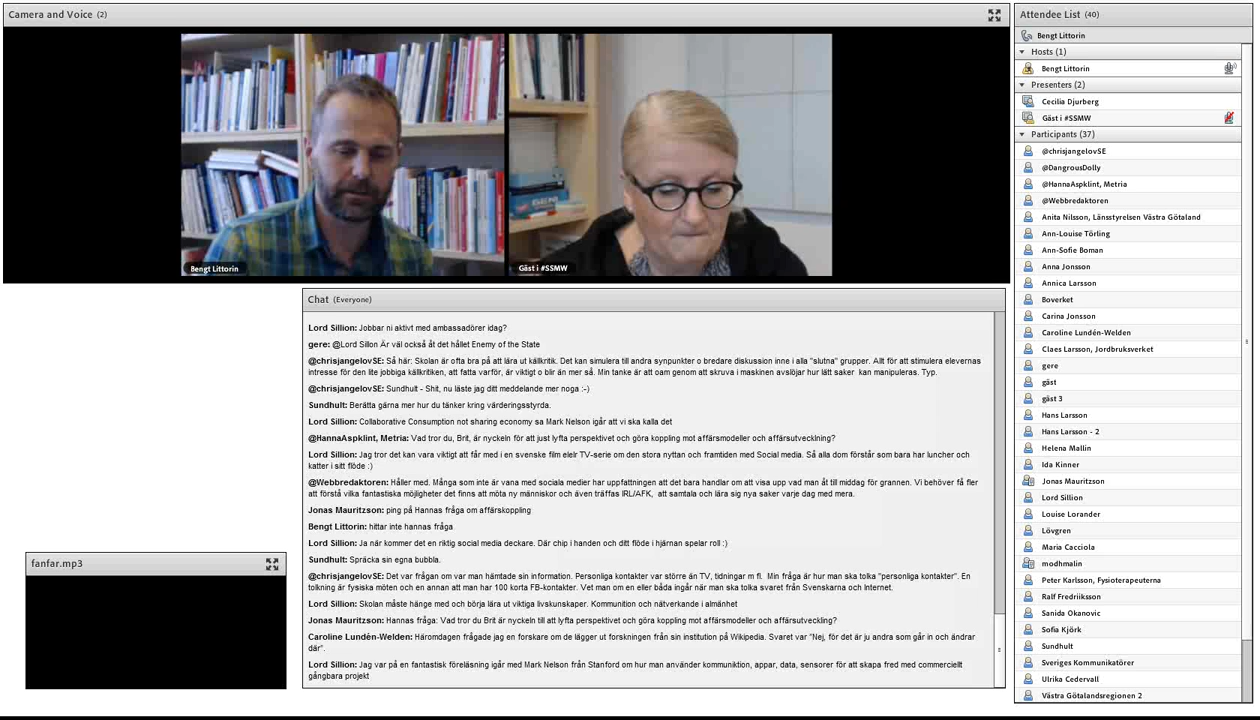 Camera and Voice (2)
Bengt Littorin
Gäst i #SSMW
fanfar.mp3
Chat (Everyone)
Lord Sillion: Jobbar ni aktivt med ambassadörer idag?
gere: @Lord Sillon Är väl också åt det hållet Enemy of the State
@chrisjangelovSE: Så här: Skolan är ofta bra på att lära ut källkritik. Det kan simulera till andra synpunkter o bredare diskussion inne i alla "slutna" grupper. Allt för att stimulera elevernas
intresse för den lite jobbiga källkritiken, att fatta varför, är viktigt o blir än mer så. Min tanke är att oam genom att skruva i maskinen avslöjar hur lätt saker kan manipuleras. Typ.
@chrisjangelovSE: Sundhult - Shit, nu läste jag ditt meddelande mer noga :-)
Sundhult: Berätta gärna mer hur du tänker kring värderingsstyrda.
Lord Sillion: Collaborative Consumption not sharing economy sa Mark Nelson igår att vi ska kalla det
@HannaAspklint, Metria: Vad tror du, Brit, är nyckeln för att just lyfta perspektivet och göra koppling mot affärsmodeller och affärsutveckling?
Lord Sillion: Jag tror det kan vara viktigt att får med i en svenske film elelr TV-serie om den stora nyttan och framtiden med Social media. Så alla dom förstår som bara har luncher och
katter i sitt flöde :)
@Webbredaktoren: Håller med. Många som inte är vana med sociala medier har uppfattningen att det bara handlar om att visa upp vad man åt till middag för grannen. Vi behöver få fler
att förstå vilka fantastiska möjligheter det finns att möta ny människor och även träffas IRL/AFK, att samtala och lära sig nya saker varje dag med mera.
Jonas Mauritzson: ping på Hannas fråga om affärskoppling
Bengt Littorin: hittar inte hannas fråga
Lord Sillion: Ja när kommer det en riktig social media deckare. Där chip i handen och ditt flöde i hjärnan spelar roll :)
Sundhult: Spräcka sin egna bubbla.
@chrisjangelovSE: Det var frågan om var man hämtade sin information. Personliga kontakter var större än TV, tidningar m fl. Min fråga är hur man ska tolka "personliga kontakter". En
tolkning är fysiska möten och en annan att man har 100 korta FB-kontakter. Vet man om en eller båda ingår när man ska tolka svaret från Svenskarna och Internet.
Lord Sillion: Skolan måste hänge med och börja lära ut viktiga livskunskaper. Kommunition och nätverkande i almänhet
Jonas Mauritzson: Hannas fråga: Vad tror du Brit är nyckeln till att lyfta perspektivet och göra koppling mot affärsmodeller och affärsutveckling?
Caroline Lundén-Welden: Häromdagen frågade jag en forskare om de lägger ut forskningen från sin institution på Wikipedia. Svaret var "Nej, för det är ju andra som går in och ändrar
där".
Lord Sillion: Jag var på en fantastisk föreläsning igår med Mark Nelson från Stanford om hur man använder kommuniktion, appar, data, sensorer för att skapa fred med commerciellt
gångbara projekt
Attendee List (40)
Bengt Littorin
Hosts (1)
Bengt Littorin
Presenters (2)
Cecilia Djurberg
Gäst i #SSMW
Participants (37)
@chrisjangelovSE
@DangrousDolly
@HannaAspklint, Metria
@Webbredaktoren
Anita Nilsson, Länsstyrelsen Västra Götaland
Ann-Louise Törling
Ann-Sofie Boman
Anna Jonsson
Annica Larsson
Boverket
Carina Jonsson
Caroline Lundén-Welden
Claes Larsson, Jordbruksverket
gere
gäst
gäst 3
Hans Larsson
Hans Larsson - 2
Helena Mallin
Ida Kinner
Jonas Mauritzson
Lord Sillion
Louise Lorander
Lövgren
Maria Cacciola
modhmalin
Peter Karlsson, Fysioterapeuterna
Ralf Fredriiksson
Sanida Okanovic
Sofia Kjörk
Sundhult
Sveriges Kommunikatörer
Ulrika Cedervall
Västra Götalandsregionen 2